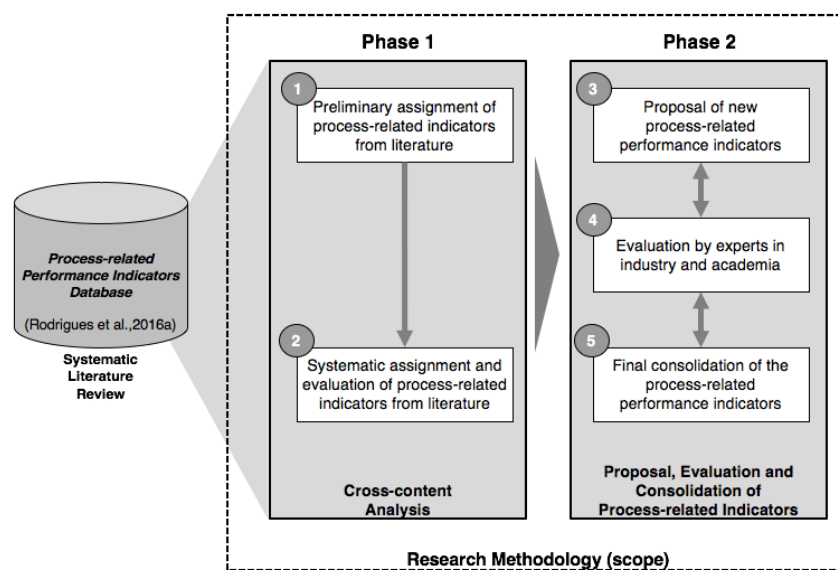 Process-related
Performance Indicators
Database
(Rodrigues et al.,2016a)
Systematic
Literature
Review
Phase 1
1
Preliminary assignment of
process-related indicators
from literature
2
Systematic assignment and
evaluation of process-related
indicators from literature
Cross-content
Analysis
Phase 2
3
Proposal of new
process-related
performance indicators
4
Evaluation by experts in
industry and academia
5
Final consolidation of the
process-related
performance indicators
Proposal, Evaluation and
Consolidation of
Process-related Indicators
Research Methodology (scope)